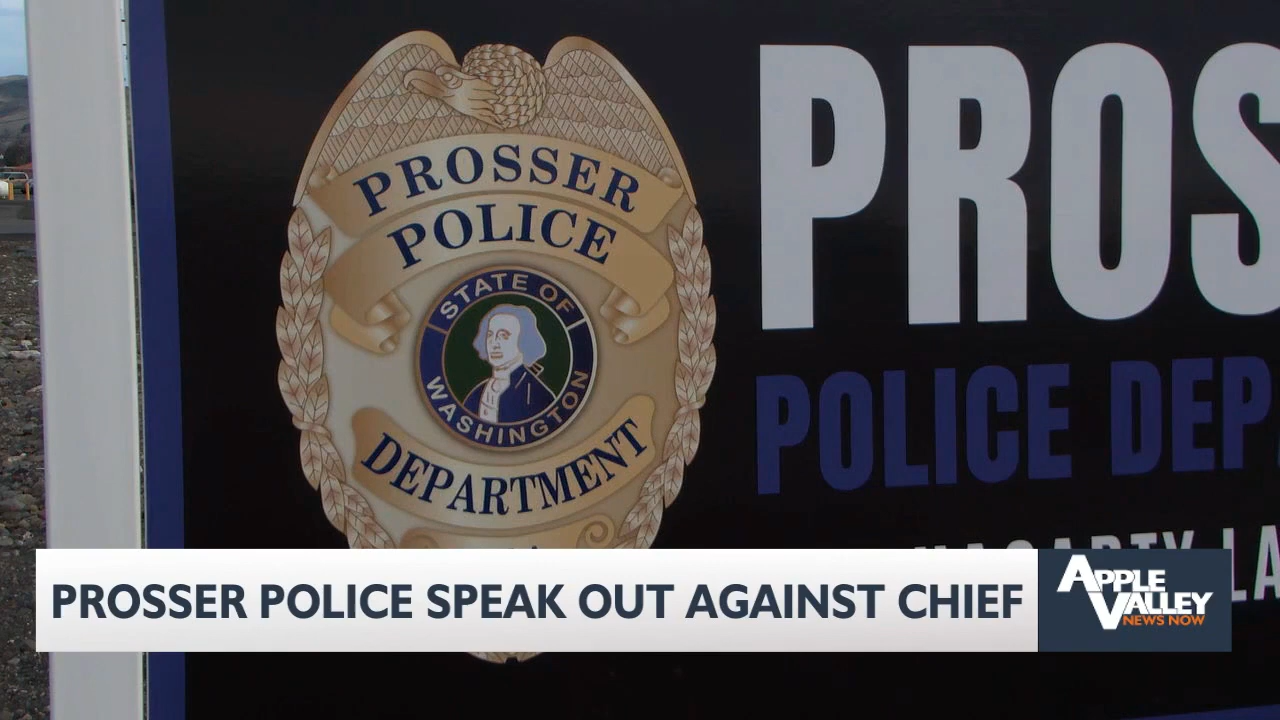 PROSSER
POLICE
STATE OF
WASHINGTON
DEPARTMENT
PROS
POLICE DEP
PROSSER POLICE SPEAK OUT AGAINST CHIEF
APPLE
VALLEY
NEWS NOW